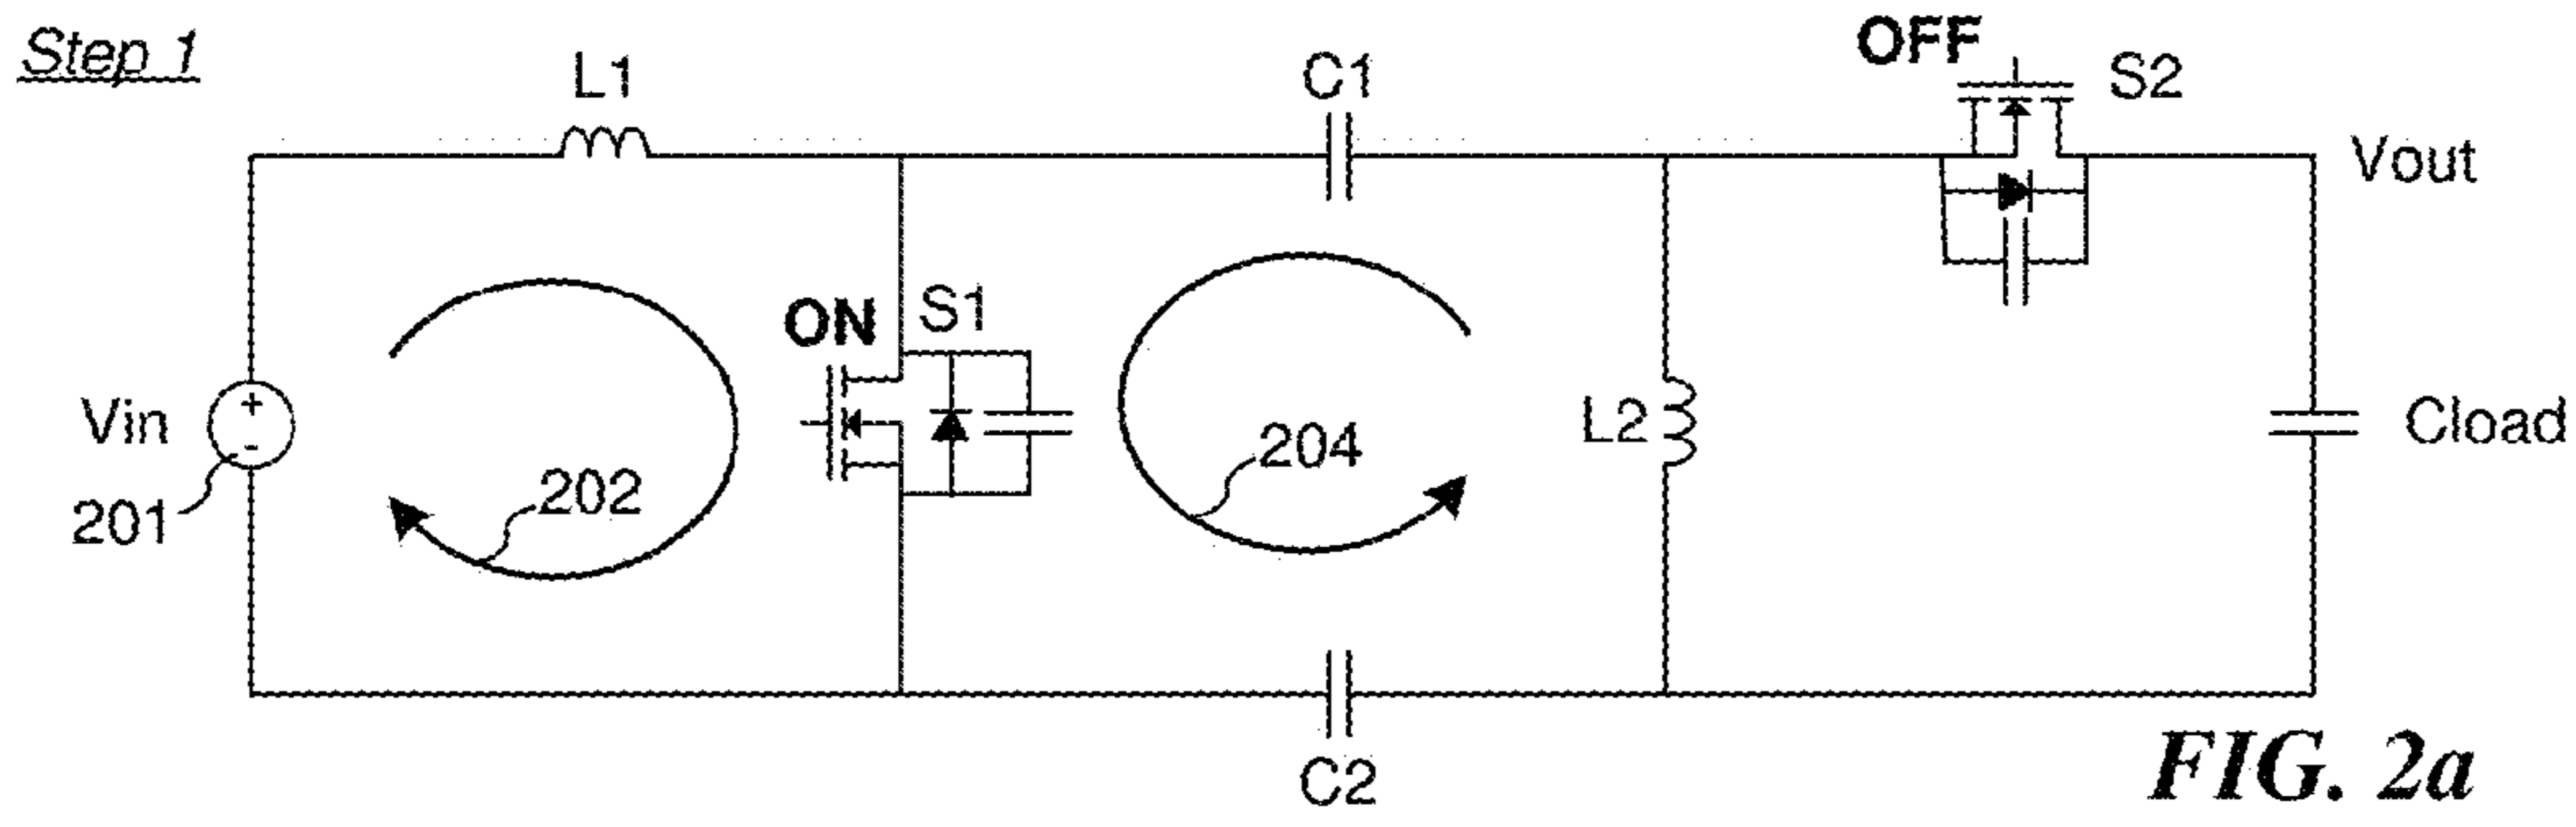 Step 1
L1
C1
OFF
S2
Vout
ON
S1
Vin
+
-
201
202
204
L2
Cload
C2
FIG. 2a